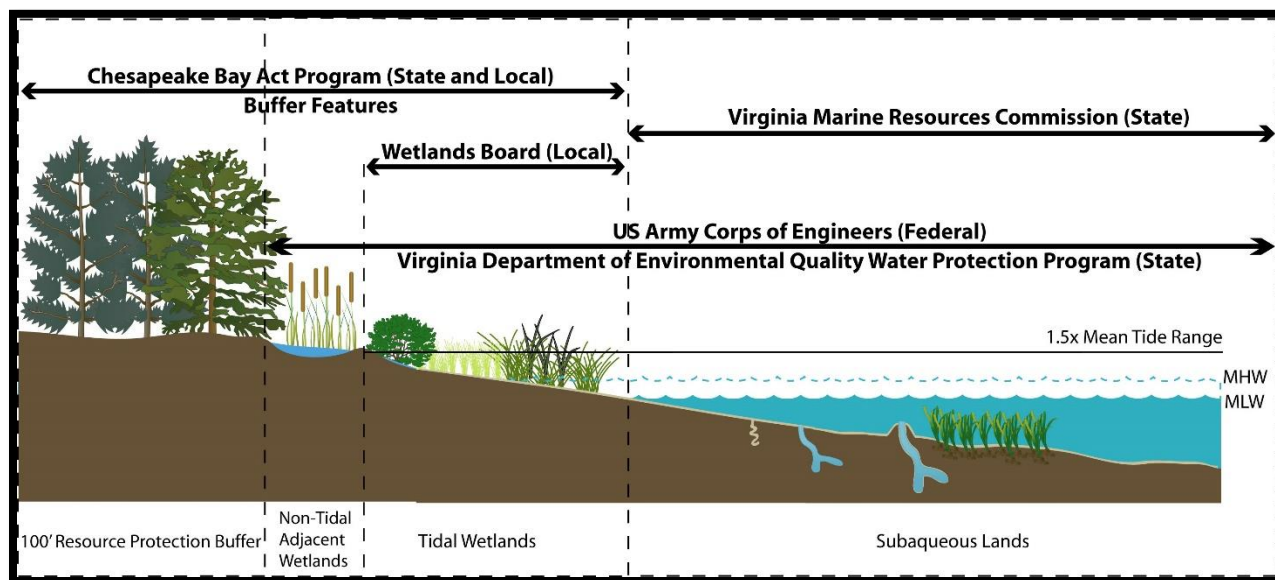 Chesapeake Bay Act Program (State and Local)
Buffer Features
Virginia Marine Resources Commission (State)
Wetlands Board (Local)
US Army Corps of Engineers (Federal)
Virginia Department of Environmental Quality Water Protection Program (State)
1.5x Mean Tide Range
MHW
MLW
100' Resource Protection Buffer
Non-Tidal
Adjacent
Wetlands
Tidal Wetlands
Subaqueous Lands